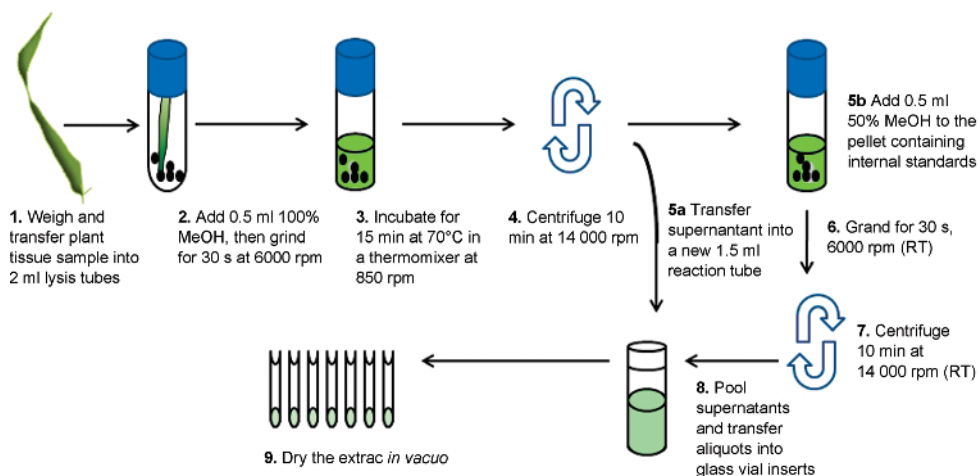 1. Weigh and
transfer plant
tissue sample into
2 ml lysis tubes
2. Add 0.5 ml 100%
MeOH, then grind
for 30 s at 6000 rpm
3. Incubate for
15 min at 70°C in
a thermomixer at
850 rpm
4. Centrifuge 10
min at 14 000 rpm
5a Transfer
supernantant into
a new 1.5 ml
reaction tube
5b Add 0.5 ml
50% MeOH to the
pellet containing
internal standards
6. Grand for 30 s,
6000 rpm (RT)
7. Centrifuge
10 min at
14 000 rpm (RT)
8. Pool
supernatants
and transfer
aliquots into
glass vial inserts
9. Dry the extrac in vacuo